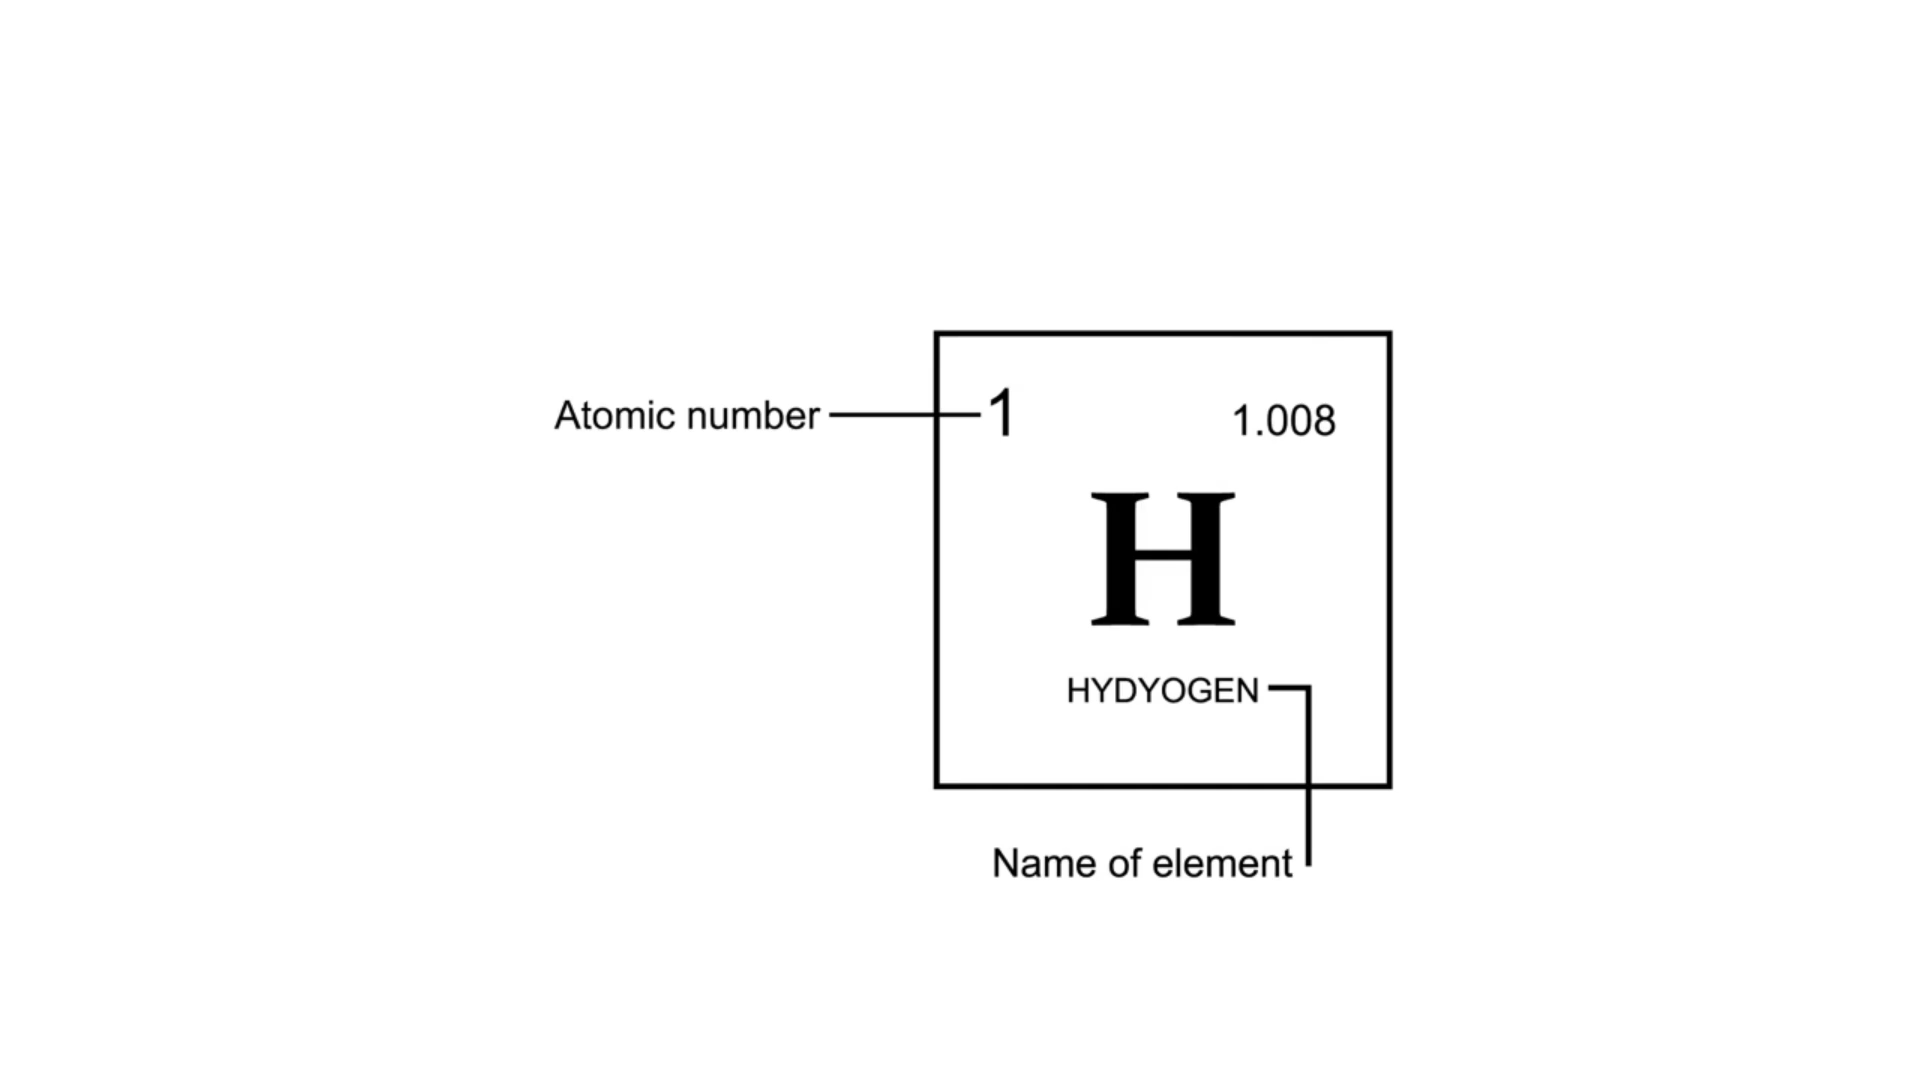 Atomic number
1
1.008
H
HYDYOGEN
Name of element